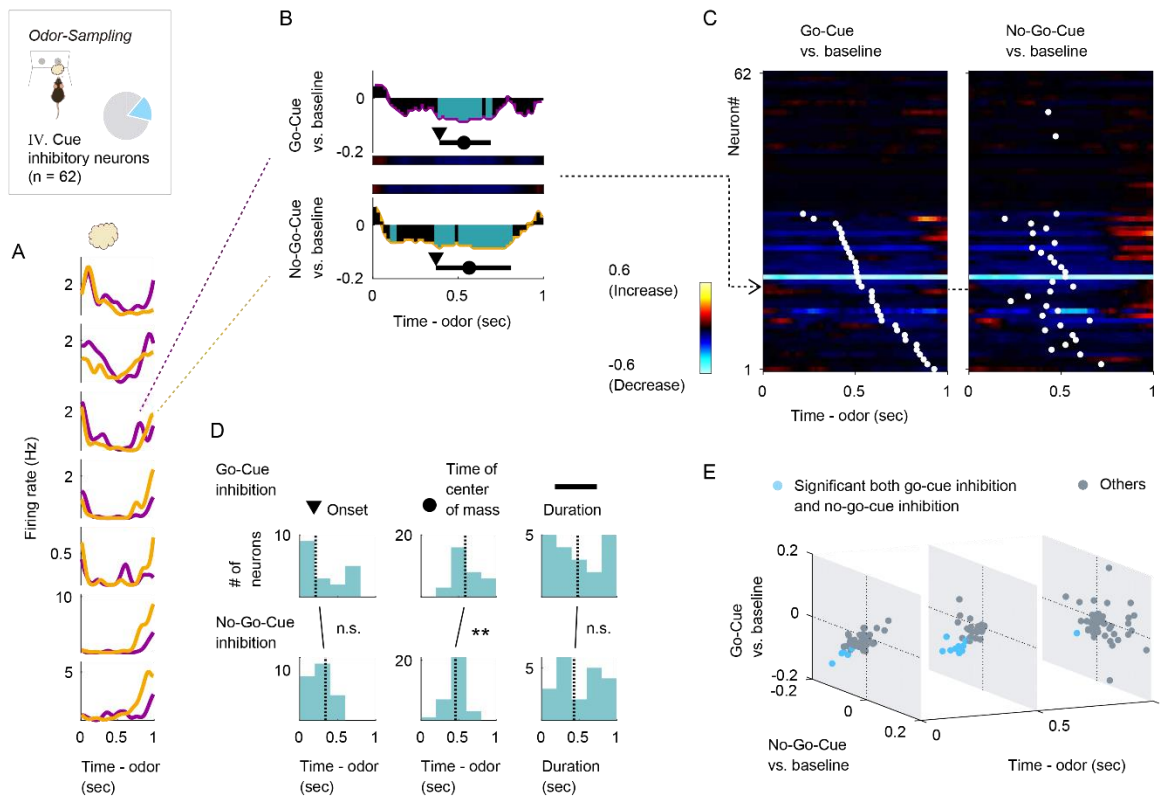 Odor-Sampling
IV. Cue
inhibitory neurons
(n = 62)
A
2
2
2
2
0.5
10
5
Firing rate (Hz)
0 0.5 1
Time - odor (sec)
B
Go-Cue
vs. baseline
0
-0.2
No-Go-Cue
vs. baseline
0
-0.2
0 0.5 1
Time - odor (sec)
0.6
(Increase)
-0.6
(Decrease)
C
Go-Cue
vs. baseline
No-Go-Cue
vs. baseline
62
Neuron#
1
0 0.5 1
0 0.5 1
Time - odor (sec)
D
Go-Cue
inhibition
Onset
Time of
center
of mass
Duration
# of
neurons
10
20
5
No-Go-Cue
inhibition
n.s.
**
n.s.
10
20
5
0 0.5 1
0 0.5 1
0 0.5 1
Time - odor
(sec)
Time - odor
(sec)
Duration
(sec)
E
Significant both go-cue inhibition
and no-go-cue inhibition
Others
Go-Cue
vs. baseline
0.2
0
-0.2
-0.2
0
0.2
No-Go-Cue
vs. baseline
0
0.5
1
Time - odor (sec)